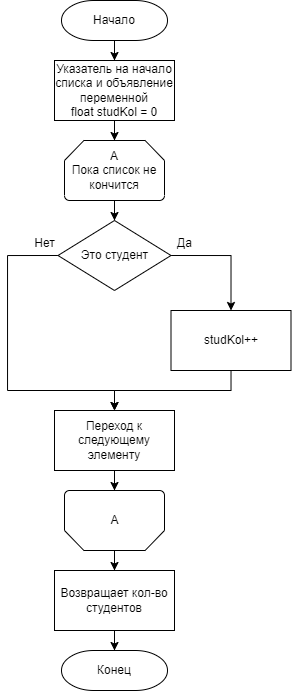 Начало
Указатель на начало
списка и объявление
переменной
float studKol = 0
А
Пока список не
кончится
Нет
Это студент
Да
studKol++
Переход к
следующему
элементу
А
Возвращает кол-во
студентов
Конец